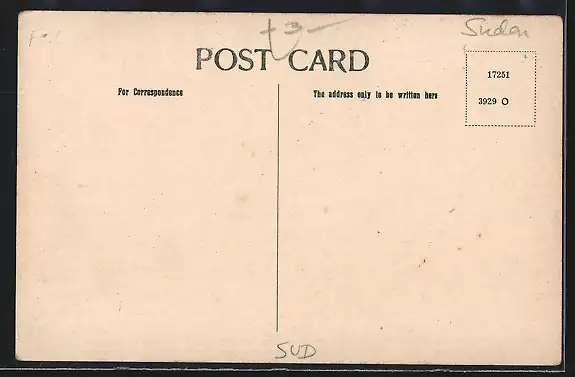 Sudan
POST CARD
For Correspondence
The address only to be written here
17251
3929 O
SUD